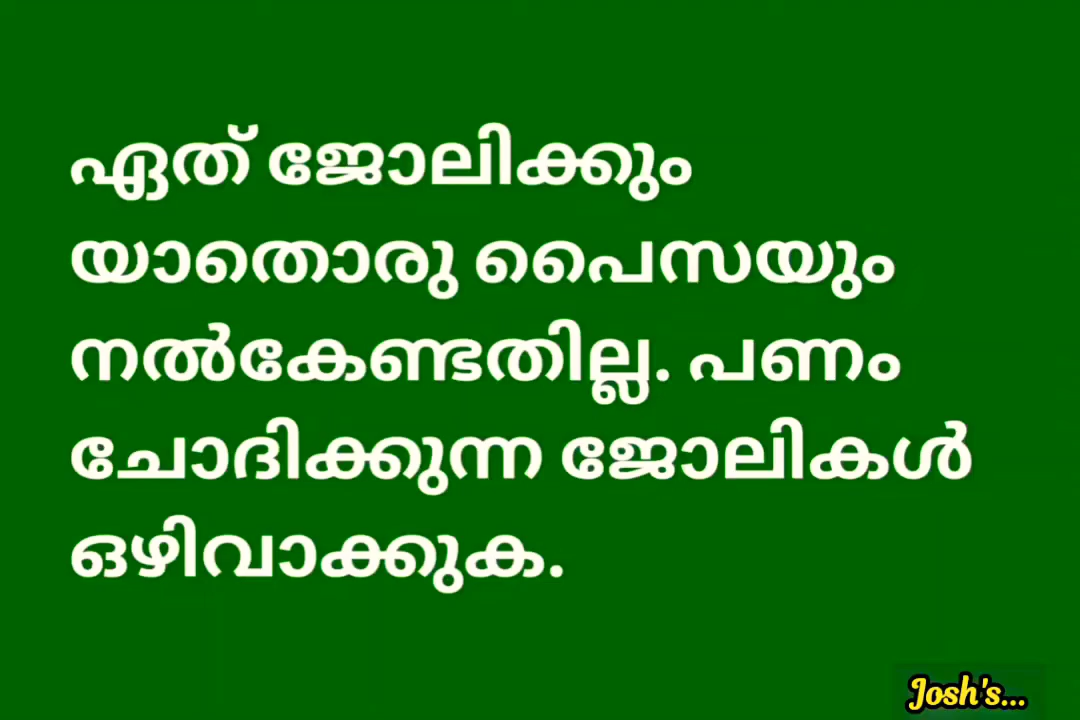 ഏത് ജോലിക്കും
യാതൊരു പൈസയും
നൽകേണ്ടതില്ല. പണം
ചോദിക്കുന്ന ജോലികൾ
ഒഴിവാക്കുക.
Josh's...